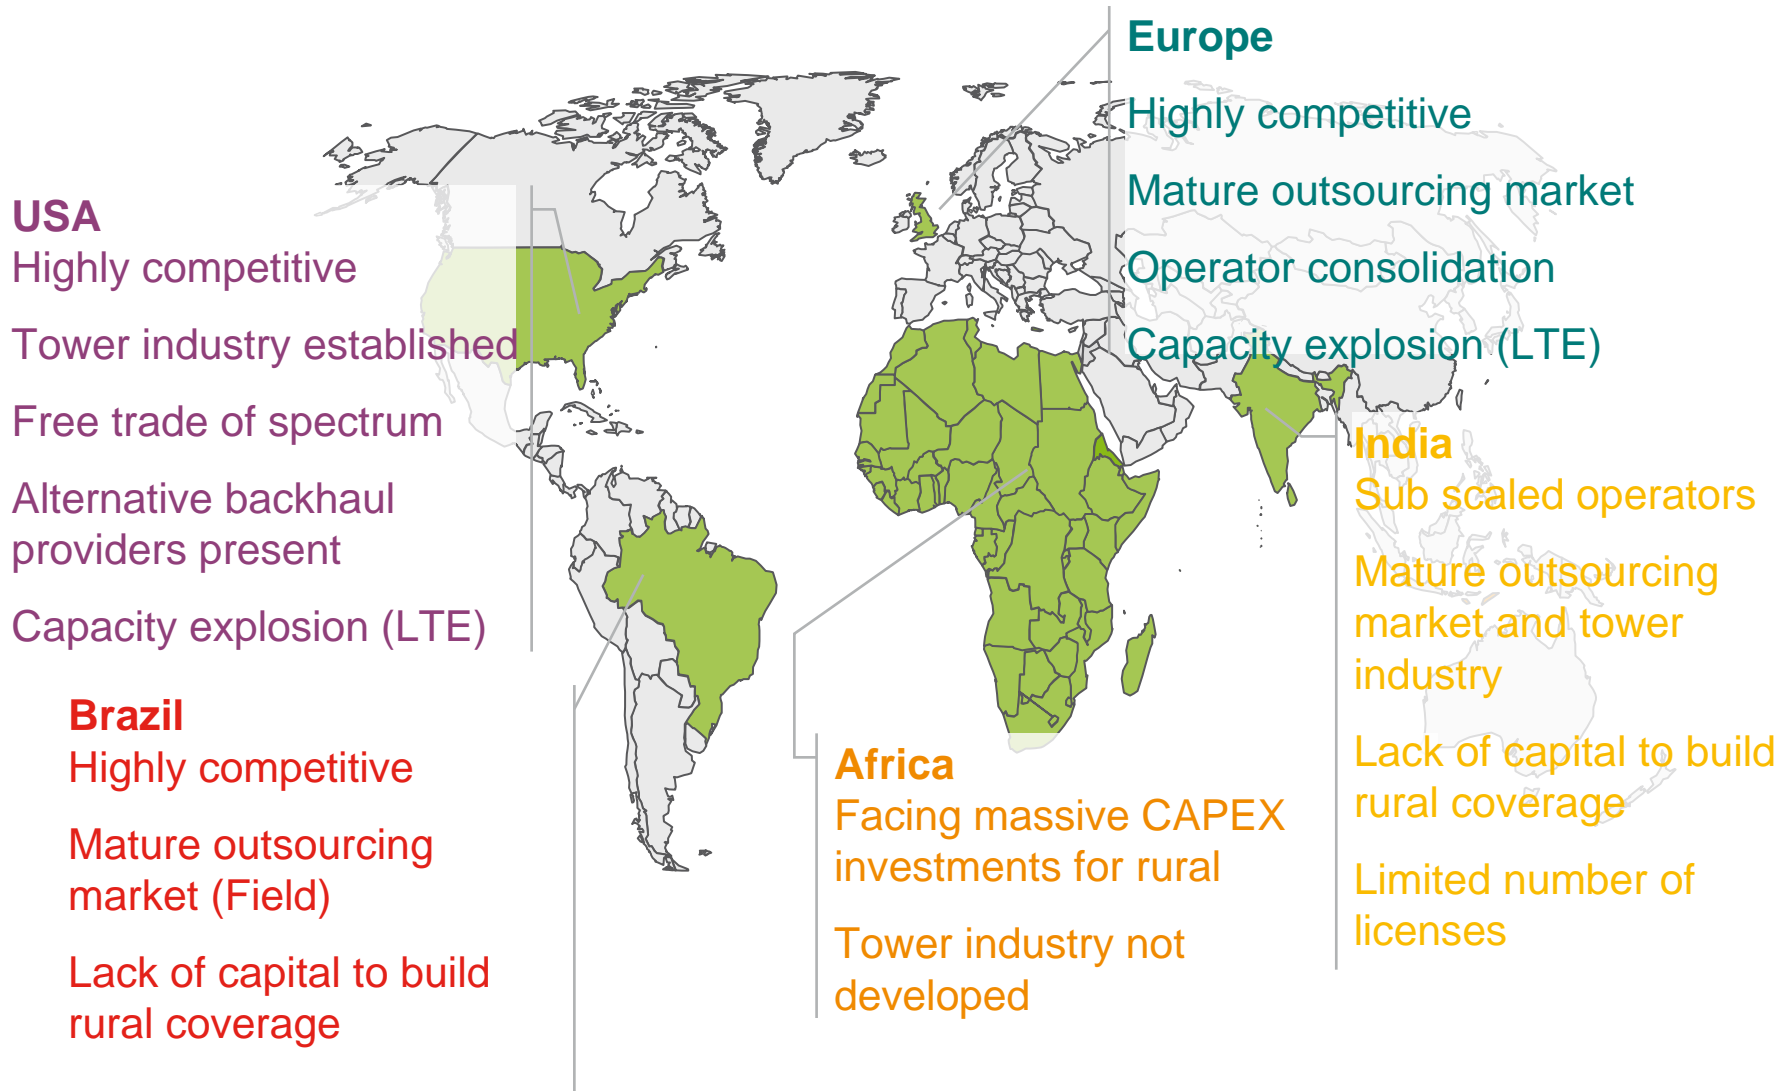 Europe
Highly competitive
Mature outsourcing market
Operator consolidation
Capacity explosion (LTE)
USA
Highly competitive
Tower industry established
Free trade of spectrum
Alternative backhaul
providers present
Capacity explosion (LTE)
India
Sub scaled operators
Mature outsourcing
market and tower
industry
Lack of capital to build
rural coverage
Limited number of
licenses
Brazil
Highly competitive
Mature outsourcing
market (Field)
Lack of capital to build
rural coverage
Africa
Facing massive CAPEX
investments for rural
Tower industry not
developed